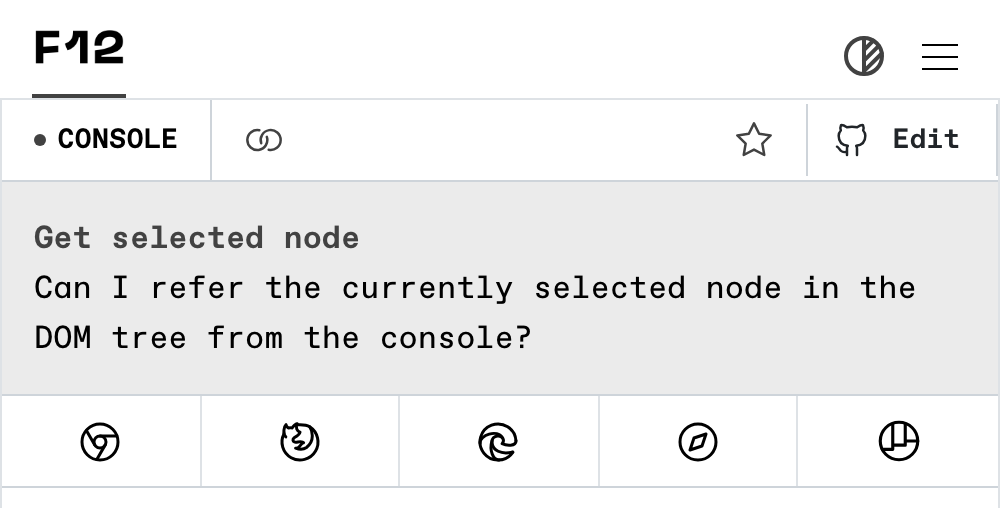 F12
CONSOLE
Edit
Get selected node
Can I refer the currently selected node in the
DOM tree from the console?